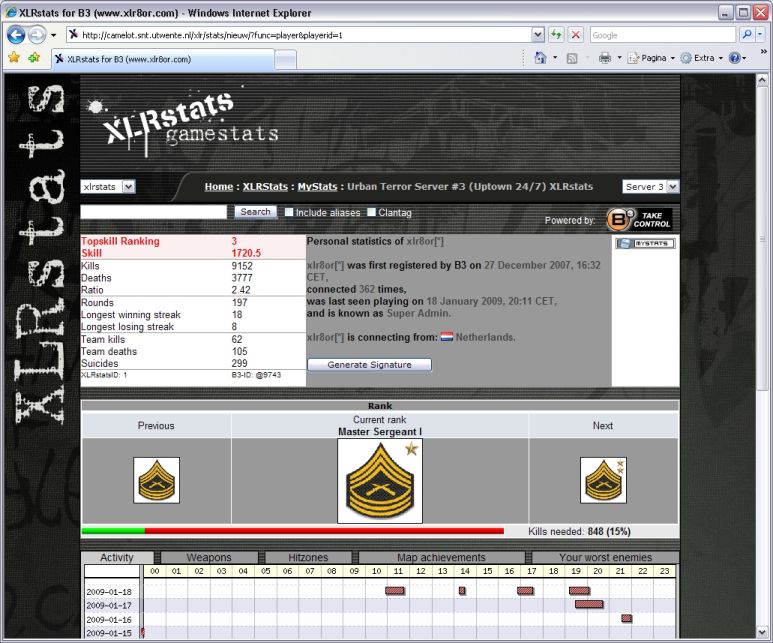 XLRstats for B3 (www.xlr8or.com) - Windows Internet Explorer
http://camelot.snt.utwente.nl/xlr/stats/nieuw/?func=player&playerid=1
Google
XLRstats for B3 (www.xlr8or.com)
Pagina
Extra
XLRstats
XLRstats
gamestats
xlrstats
Home : XLRStats : MyStats : Urban Terror Server #3 (Uptown 24/7) XLRstats
Server 3
Search
Include aliases
Clantag
Powered by:
B3 TAKE CONTROL
Topskill Ranking 3
Skill 1720.5
Kills 9152
Deaths 3777
Ratio 2.42
Rounds 197
Longest winning streak 18
Longest losing streak 8
Team kills 62
Team deaths 105
Suicides 299
XLRstatsID: 1 B3-ID: @9743
Personal statistics of xlr8or[*]
xlr8or[*] was first registered by B3 on 27 December 2007, 16:32
CET,
connected 362 times,
was last seen playing on 18 January 2009, 20:11 CET,
and is known as Super Admin.
xlr8or[*] is connecting from: Netherlands.
Generate Signature
MYSTATS
Rank
Previous
Current rank
Master Sergeant I
Next
Kills needed: 848 (15%)
Activity Weapons Hitzones Map achievements Your worst enemies
00 01 02 03 04 05 06 07 08 09 10 11 12 13 14 15 16 17 18 19 20 21 22 23
2009-01-18
2009-01-17
2009-01-16
2009-01-15